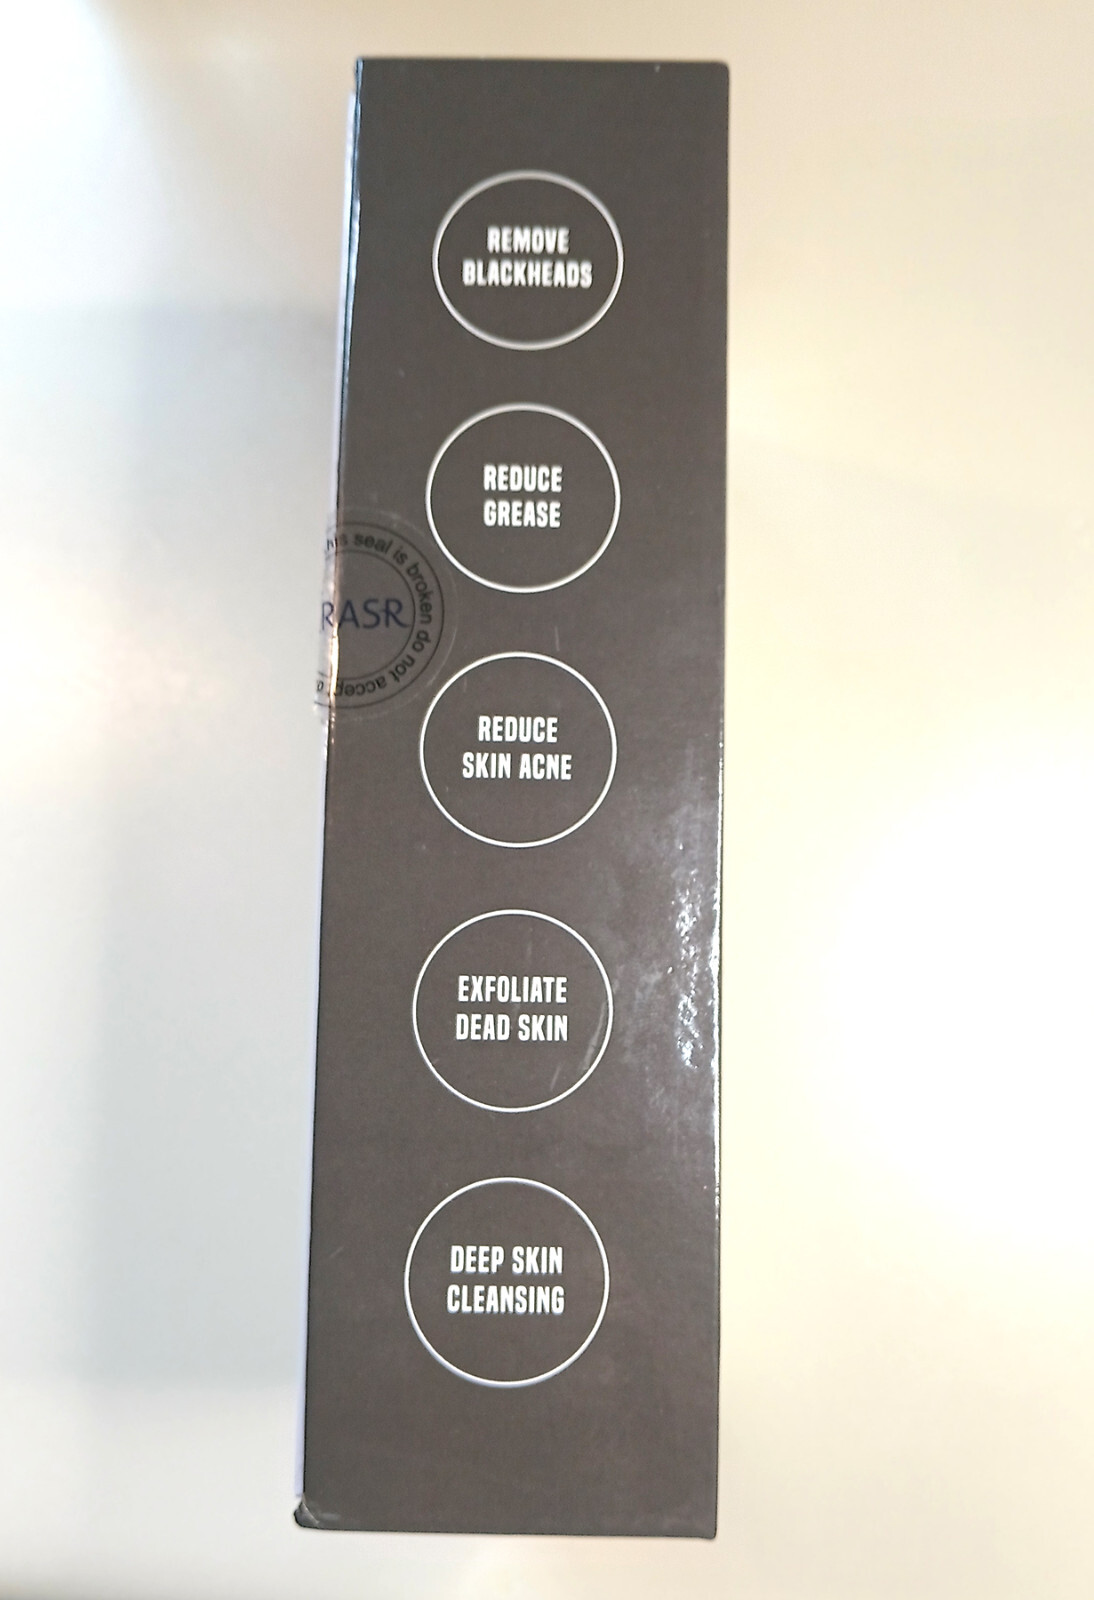 REMOVE
BLACKHEADS
REDUCE
GREASE
seal is broken do not accept
RASR
REDUCE
SKIN ACNE
EXFOLIATE
DEAD SKIN
DEEP SKIN
CLEANSING